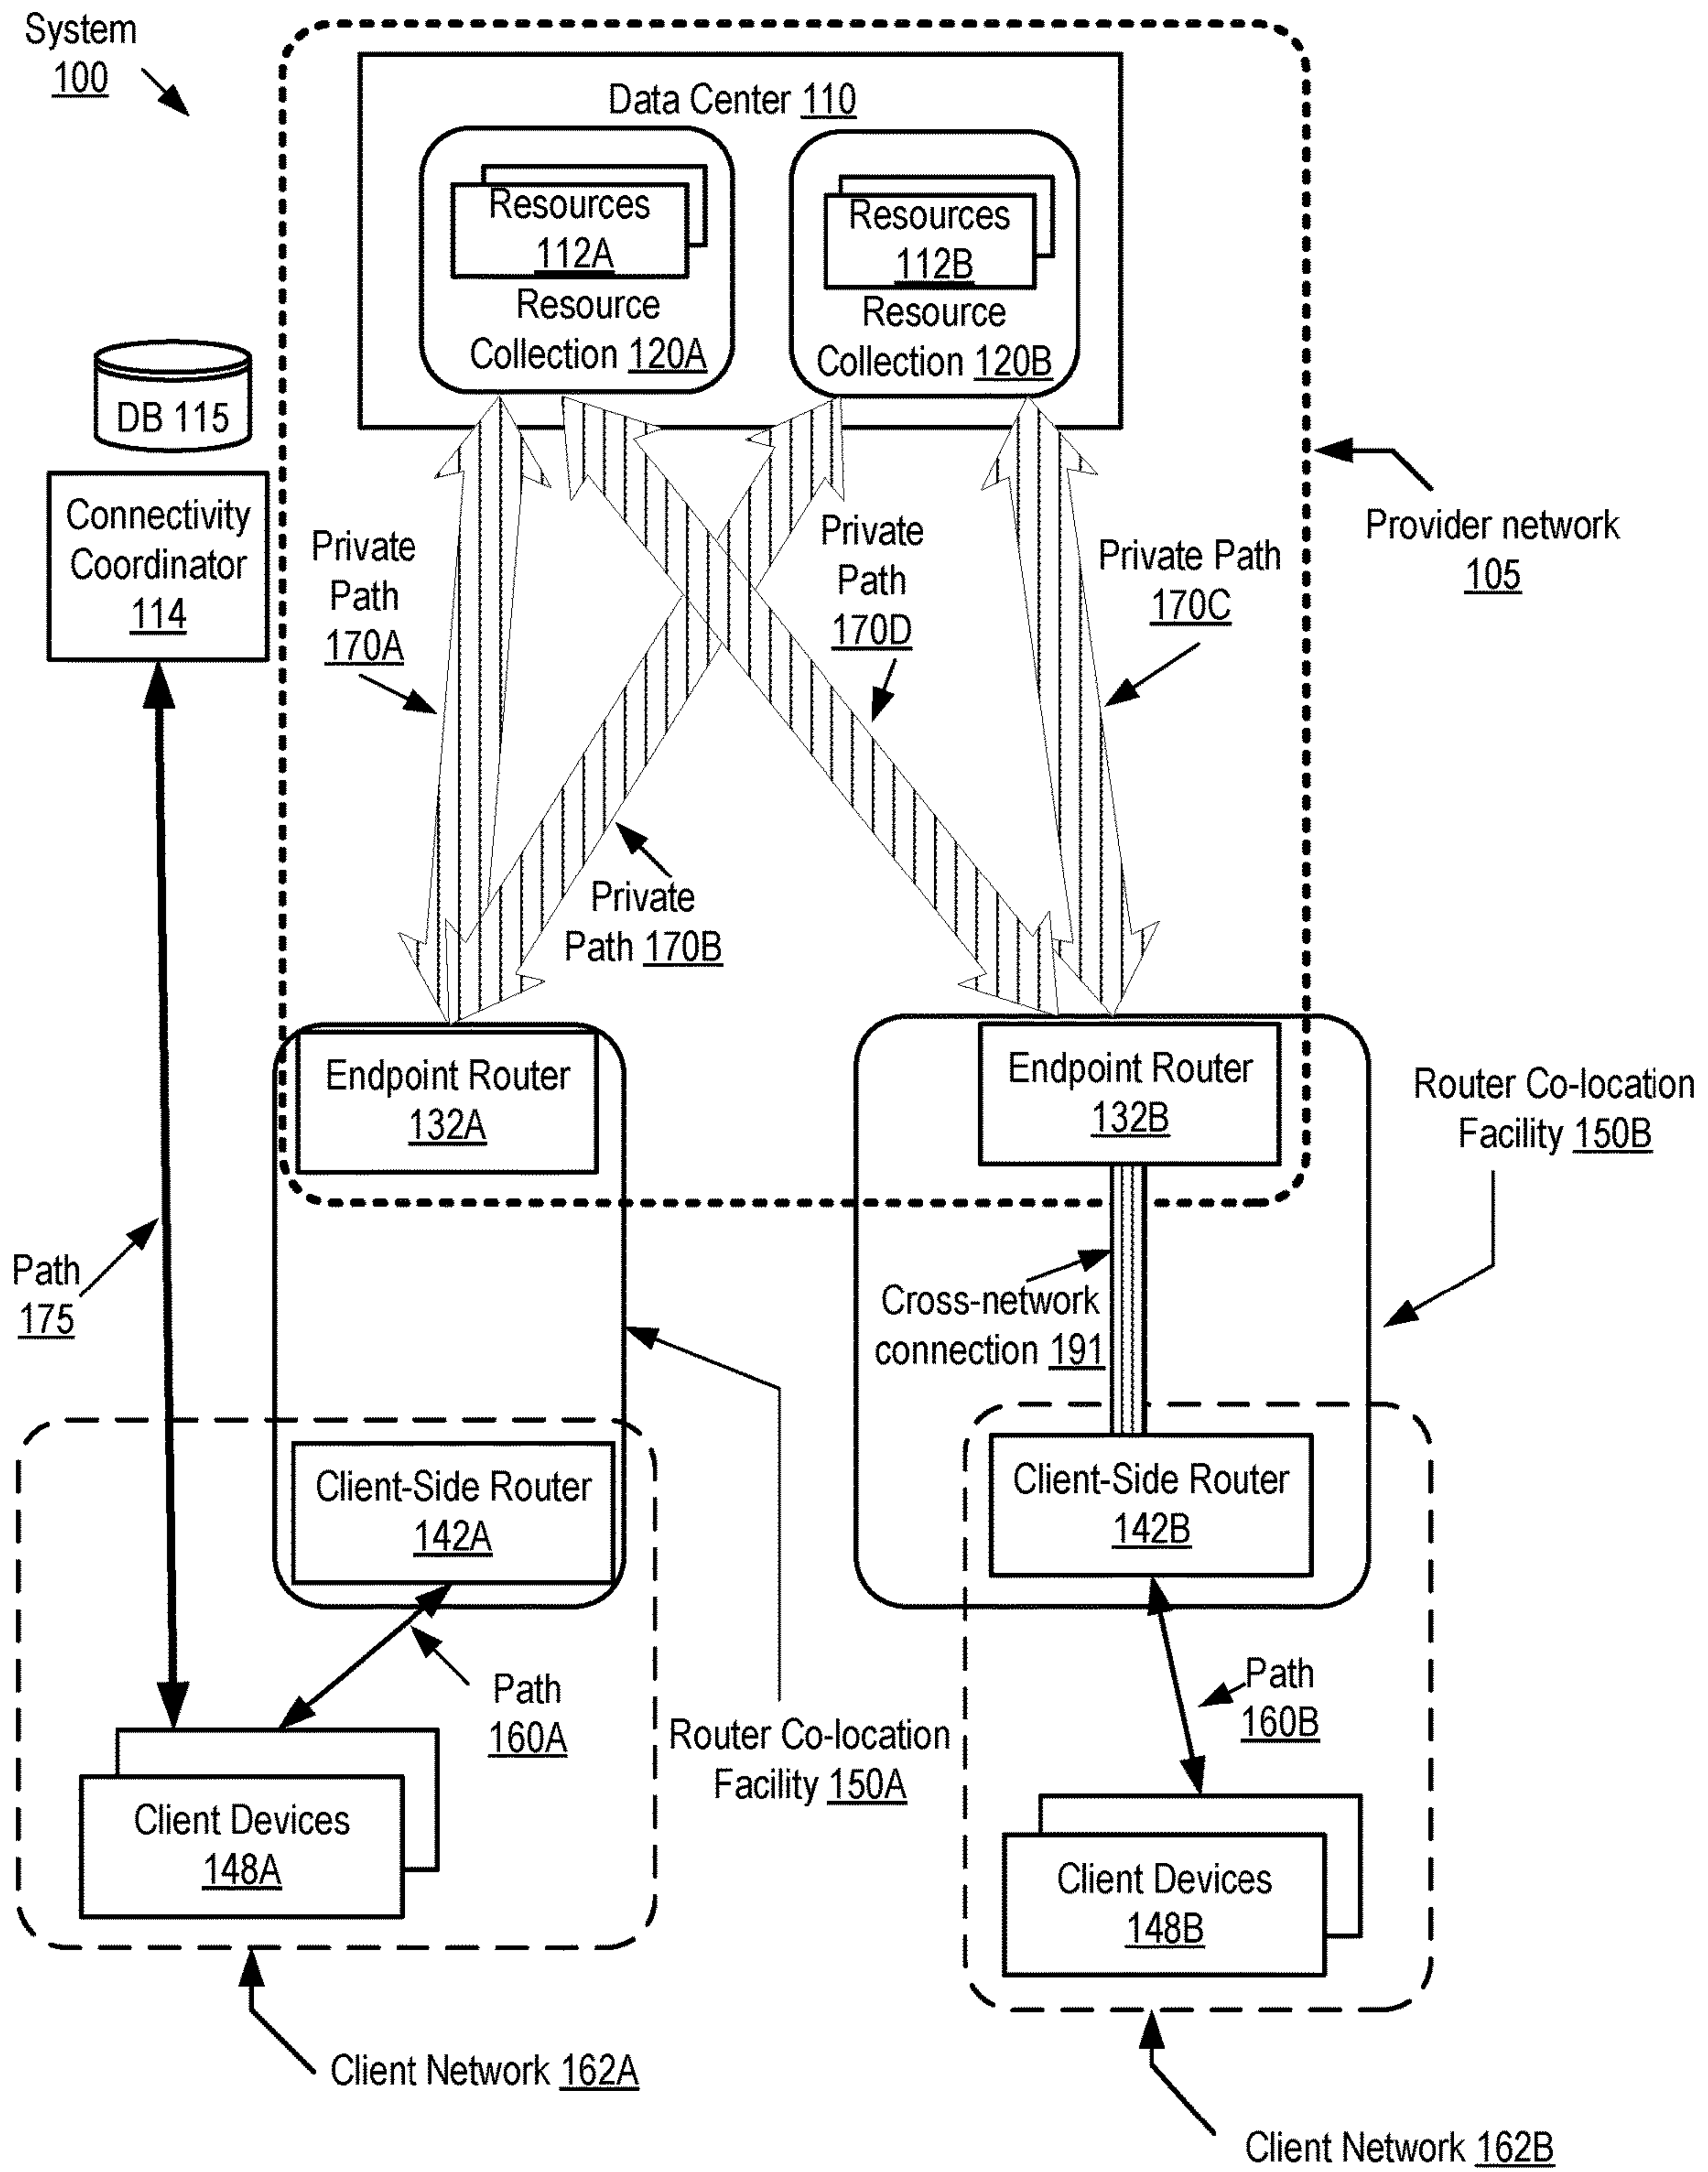 System
100
Data Center 110
Resources
112A
Resource
Collection 120A
Resources
112B
Resource
Collection 120B
DB 115
Connectivity
Coordinator
114
Private
Path
170A
Private
Path
170D
Private Path
170C
Provider network
105
Private
Path 170B
Endpoint Router
132A
Endpoint Router
132B
Router Co-location
Facility 150B
Path
175
Cross-network
connection 191
Client-Side Router
142A
Client-Side Router
142B
Path
160A
Path
160B
Router Co-location
Facility 150A
Client Devices
148A
Client Devices
148B
Client Network 162A
Client Network 162B